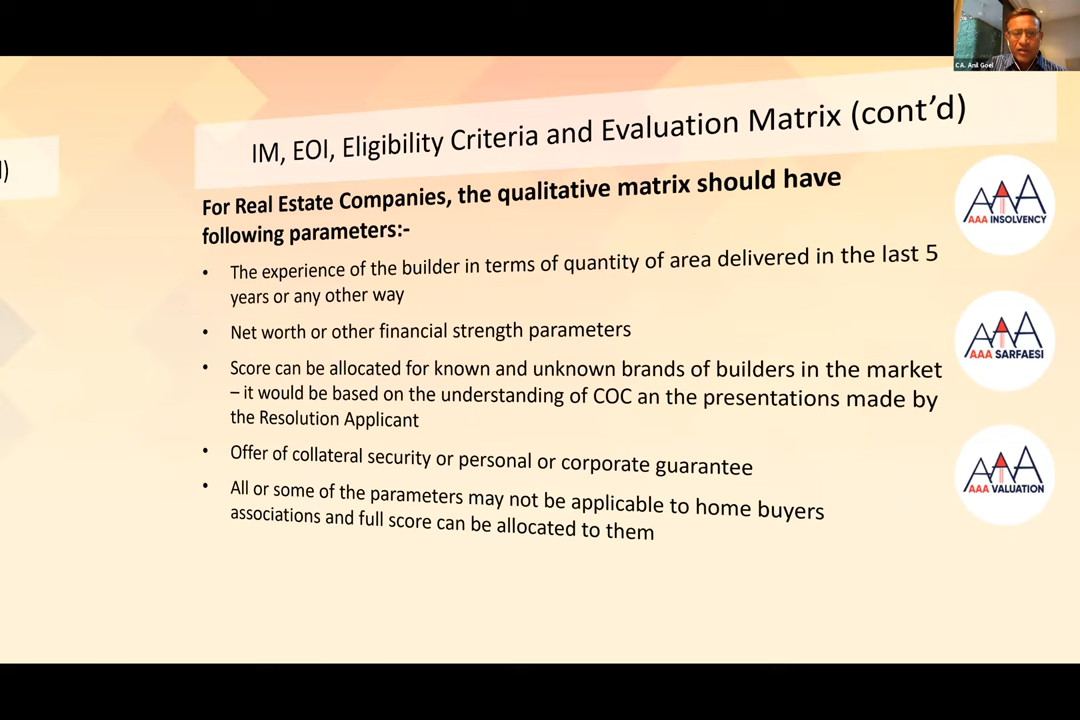 CA. Anil Goel
)
IM, EOI, Eligibility Criteria and Evaluation Matrix (cont’d)
For Real Estate Companies, the qualitative matrix should have
following parameters:-
• The experience of the builder in terms of quantity of area delivered in the last 5
years or any other way
• Net worth or other financial strength parameters
• Score can be allocated for known and unknown brands of builders in the market
– it would be based on the understanding of COC an the presentations made by
the Resolution Applicant
• Offer of collateral security or personal or corporate guarantee
• All or some of the parameters may not be applicable to home buyers
associations and full score can be allocated to them
AAA
AAA INSOLVENCY
AAA
AAA SARFAESI
AAA
AAA VALUATION